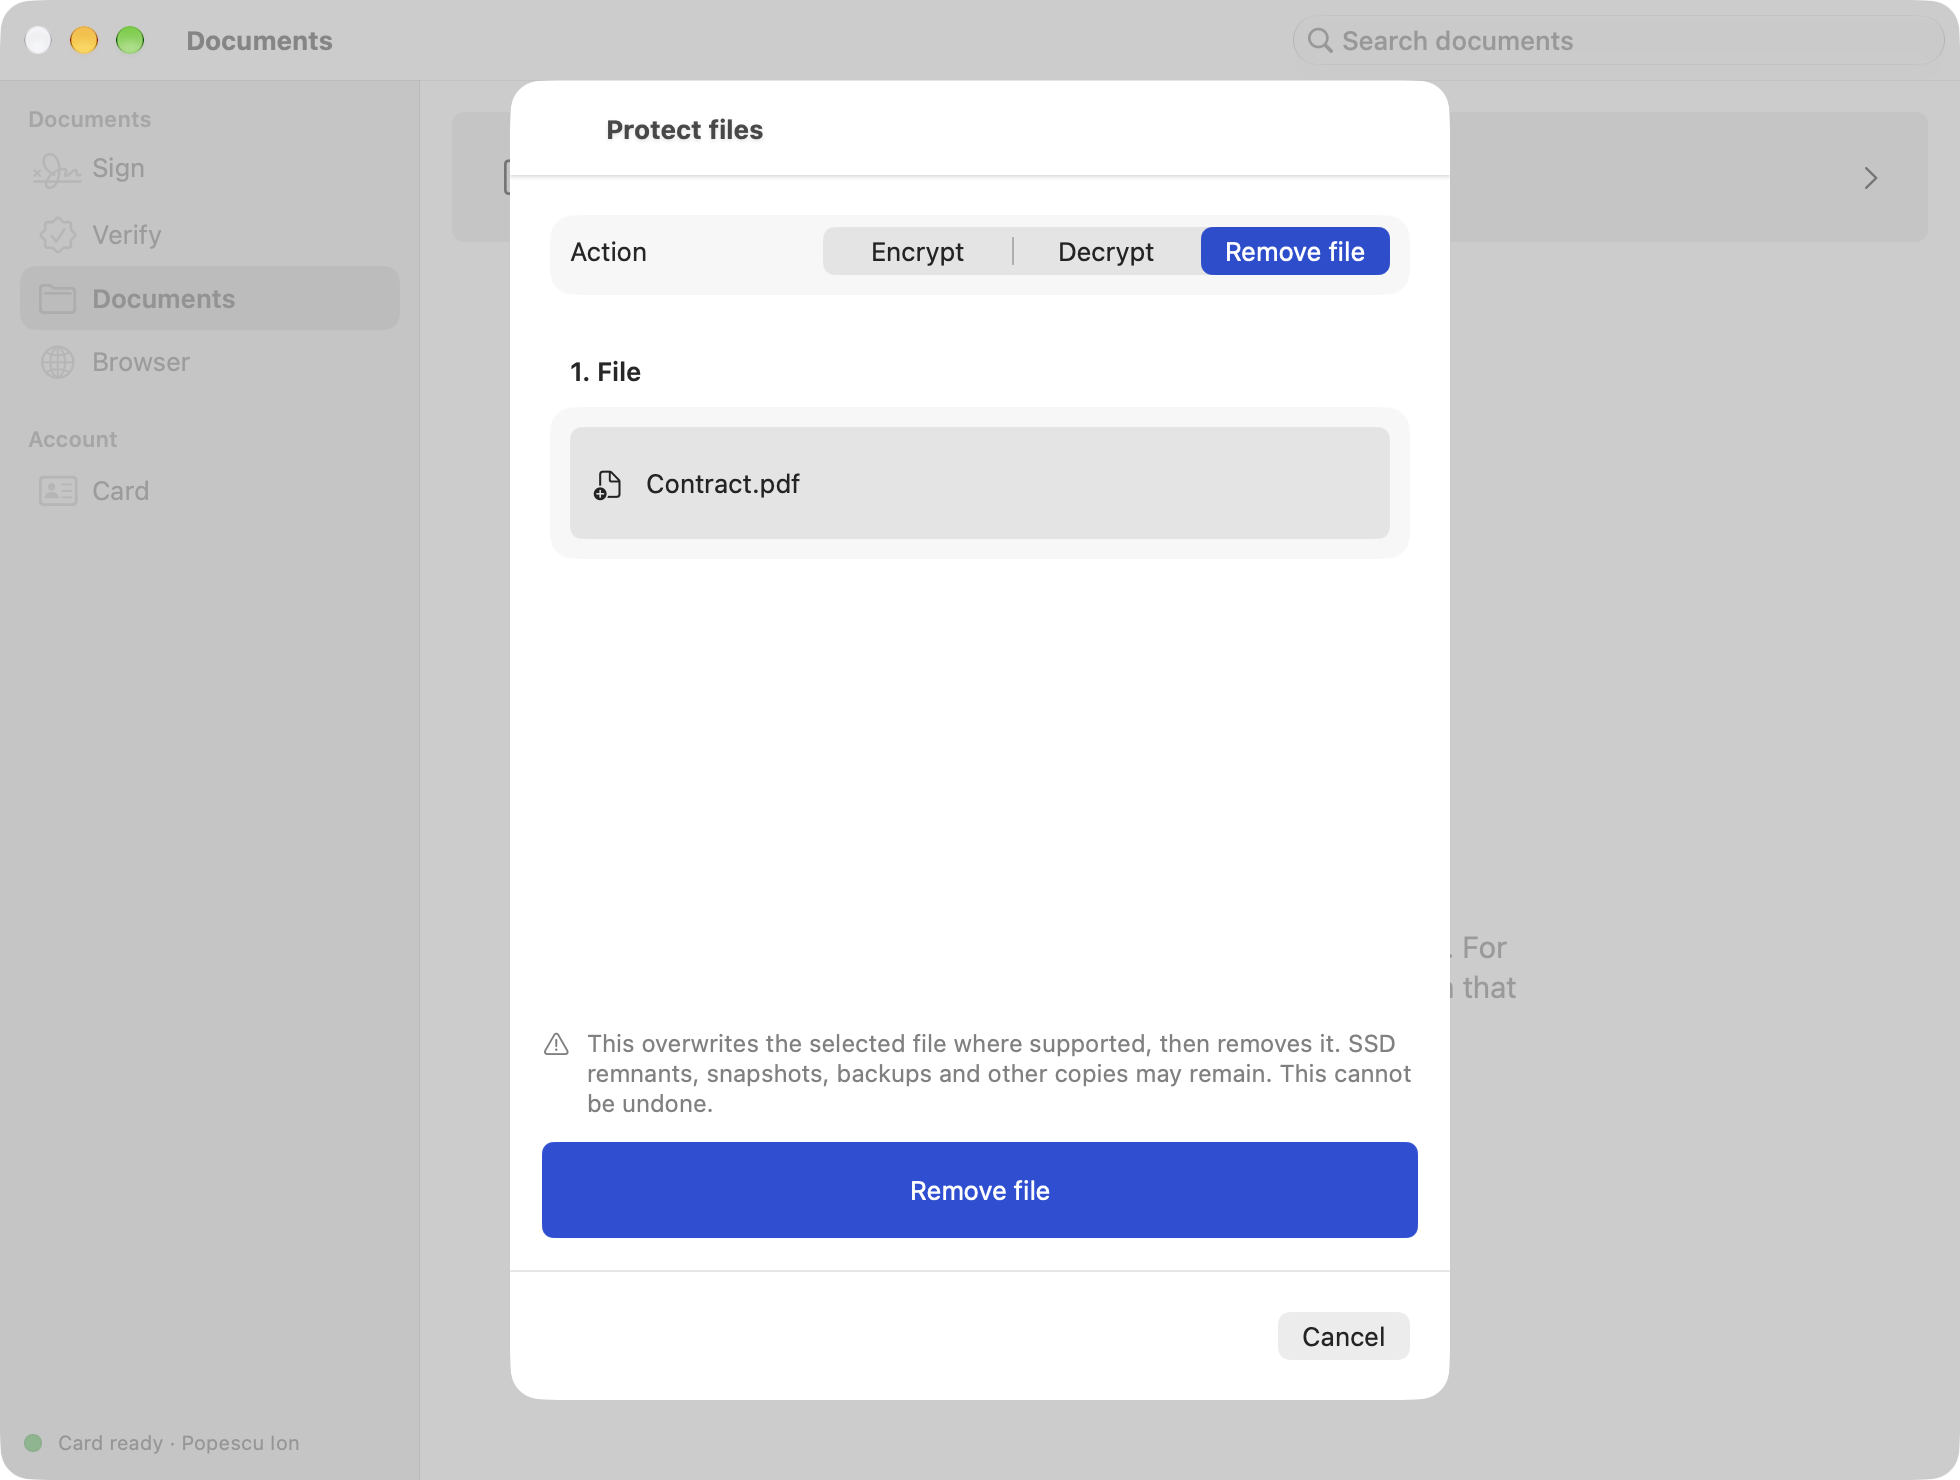 Documents
Search documents
Documents
Sign
Verify
Documents
Browser
Account
Card
Card ready · Popescu Ion
Protect files
Action
Encrypt
Decrypt
Remove file
1. File
Contract.pdf
. For
that
This overwrites the selected file where supported, then removes it. SSD
remnants, snapshots, backups and other copies may remain. This cannot
be undone.
Remove file
Cancel